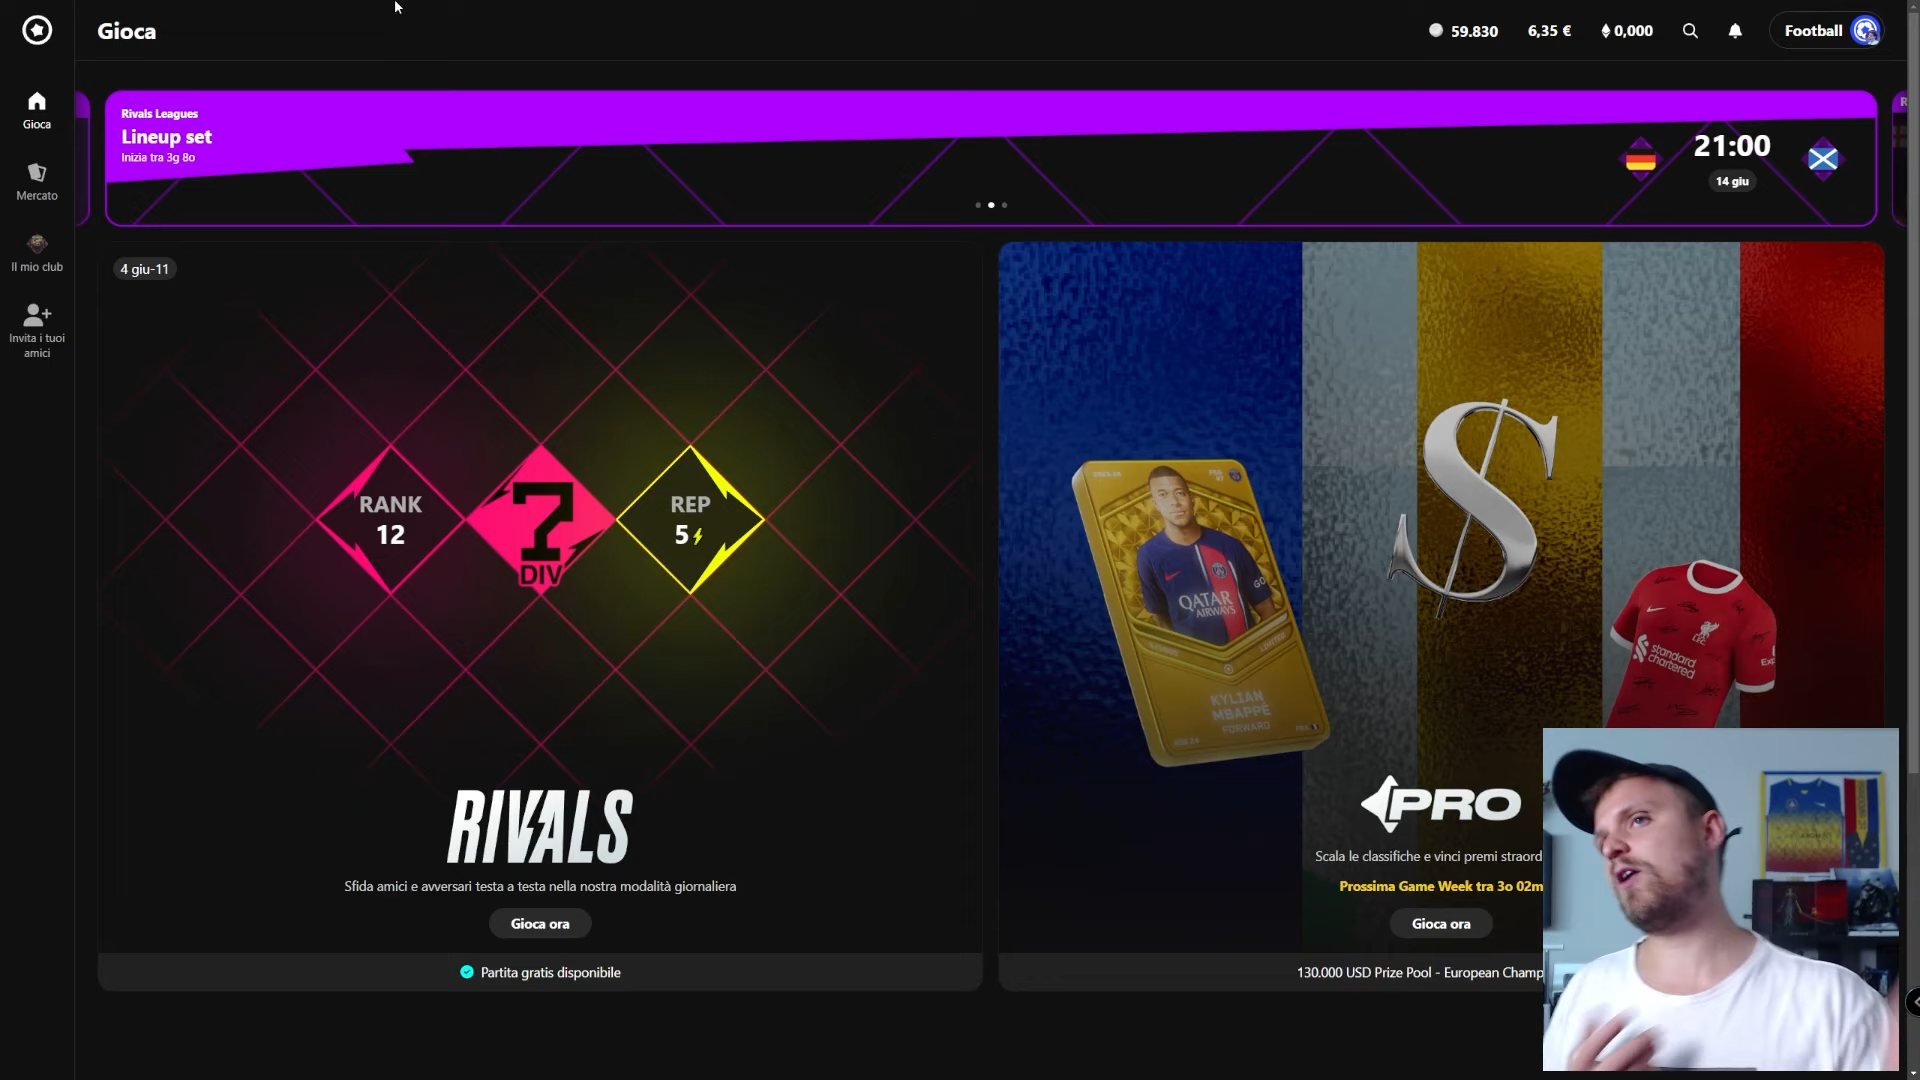 Gioca
59.830
6,35 €
0,000
Football
Gioca
Mercato
Il mio club
Invita i tuoi
amici
Rivals Leagues
Lineup set
Inizia tra 3g 8o
21:00
14 giu
4 giu-11
RANK
12
7
DIV
REP
5
RIVALS
Sfida amici e avversari testa a testa nella nostra modalità giornaliera
Gioca ora
Partita gratis disponibile
QATAR
AIRWAYS
KYLIAN
MBAPPÉ
FORWARD
standard
chartered
PRO
Scala le classifiche e vinci premi straord
Prossima Game Week tra 3o 02m
Gioca ora
130.000 USD Prize Pool - European Champ